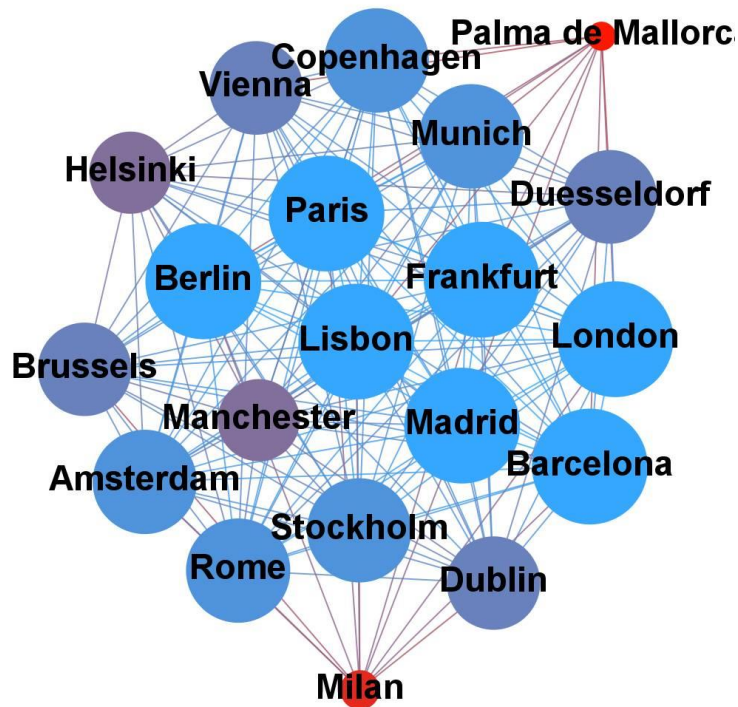 Palma de Mallorca
Copenhagen
Vienna
Munich
Helsinki
Duesseldorf
Paris
Berlin
Frankfurt
Lisbon
London
Brussels
Manchester
Madrid
Barcelona
Amsterdam
Stockholm
Rome
Dublin
Milan